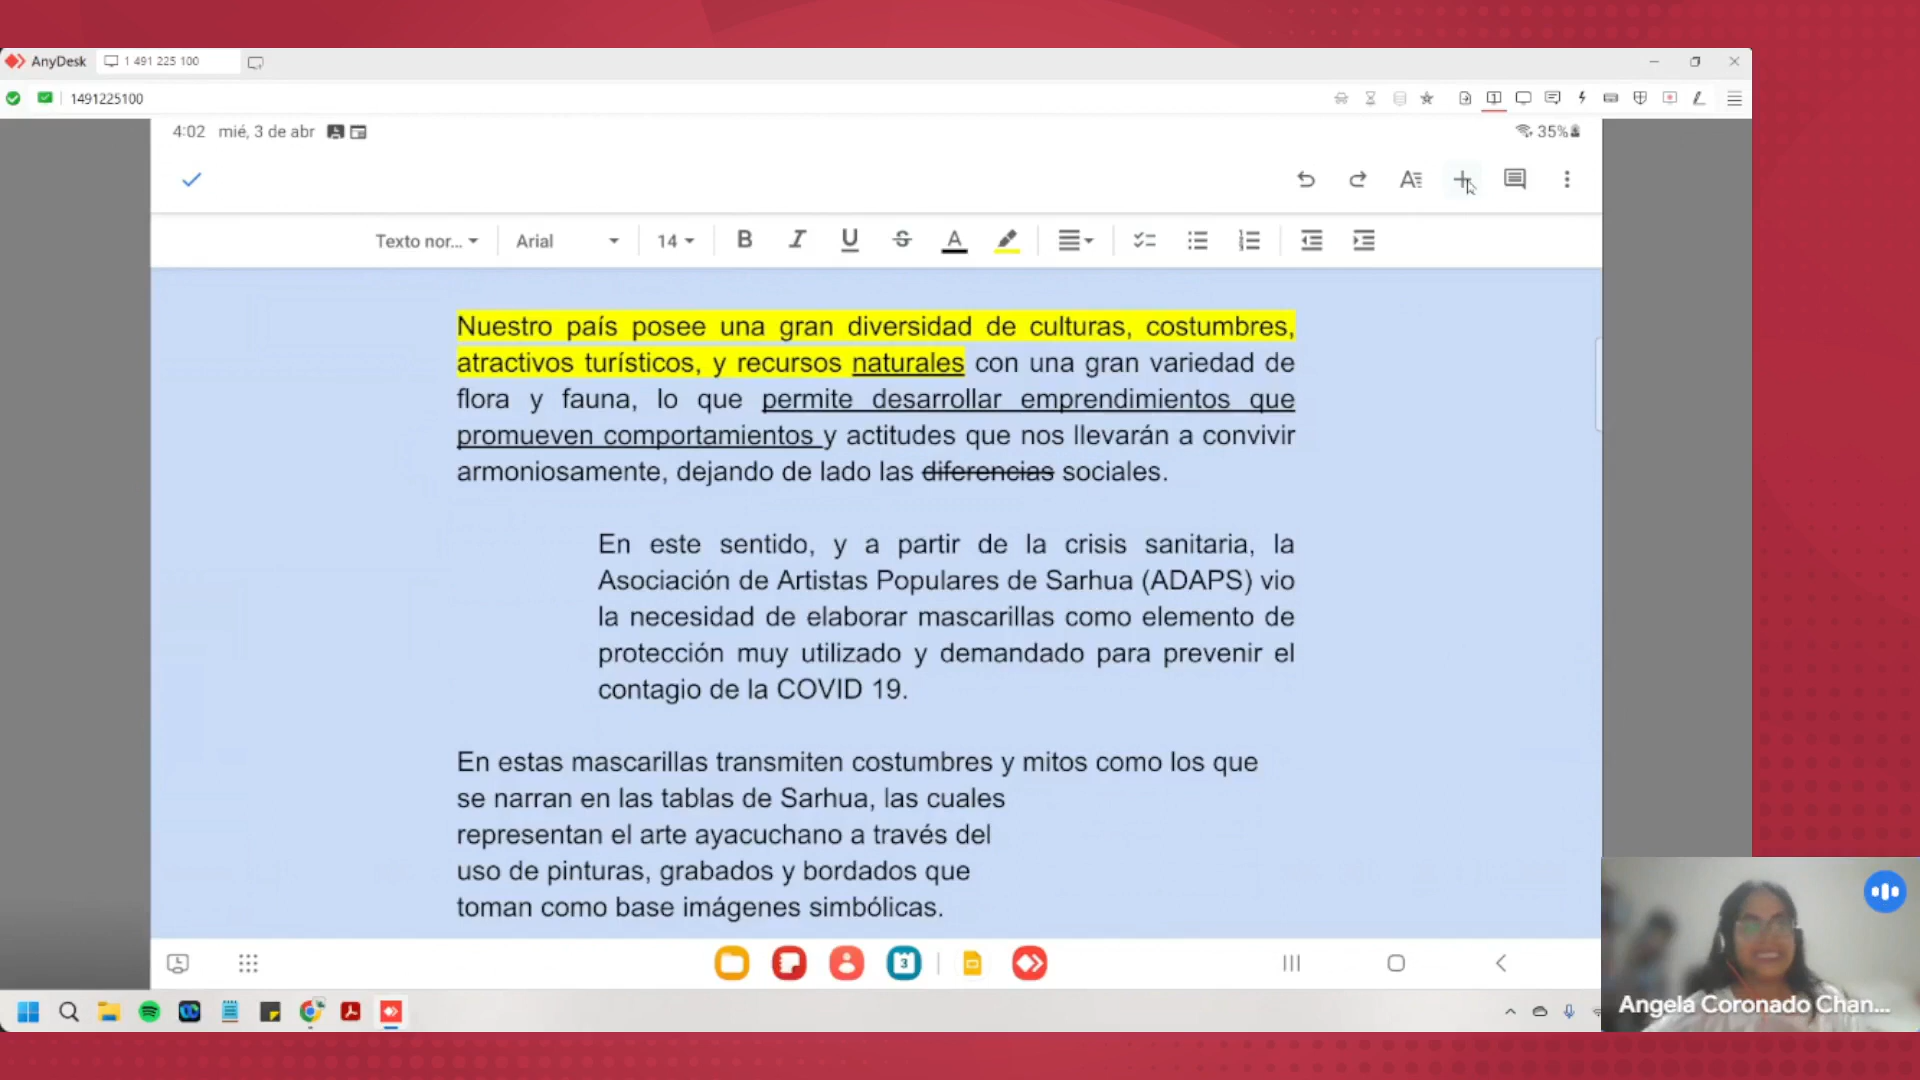 AnyDesk
1 491 225 100
1491225100
4:02 mié, 3 de abr
35%
Texto nor...
Arial
14
B I U S A
Nuestro país posee una gran diversidad de culturas, costumbres,
atractivos turísticos, y recursos naturales con una gran variedad de
flora y fauna, lo que permite desarrollar emprendimientos que
promueven comportamientos y actitudes que nos llevarán a convivir
armoniosamente, dejando de lado las diferencias sociales.
En este sentido, y a partir de la crisis sanitaria, la
Asociación de Artistas Populares de Sarhua (ADAPS) vio
la necesidad de elaborar mascarillas como elemento de
protección muy utilizado y demandado para prevenir el
contagio de la COVID 19.
En estas mascarillas transmiten costumbres y mitos como los que
se narran en las tablas de Sarhua, las cuales
representan el arte ayacuchano a través del
uso de pinturas, grabados y bordados que
toman como base imágenes simbólicas.
3
Angela Coronado Chan...